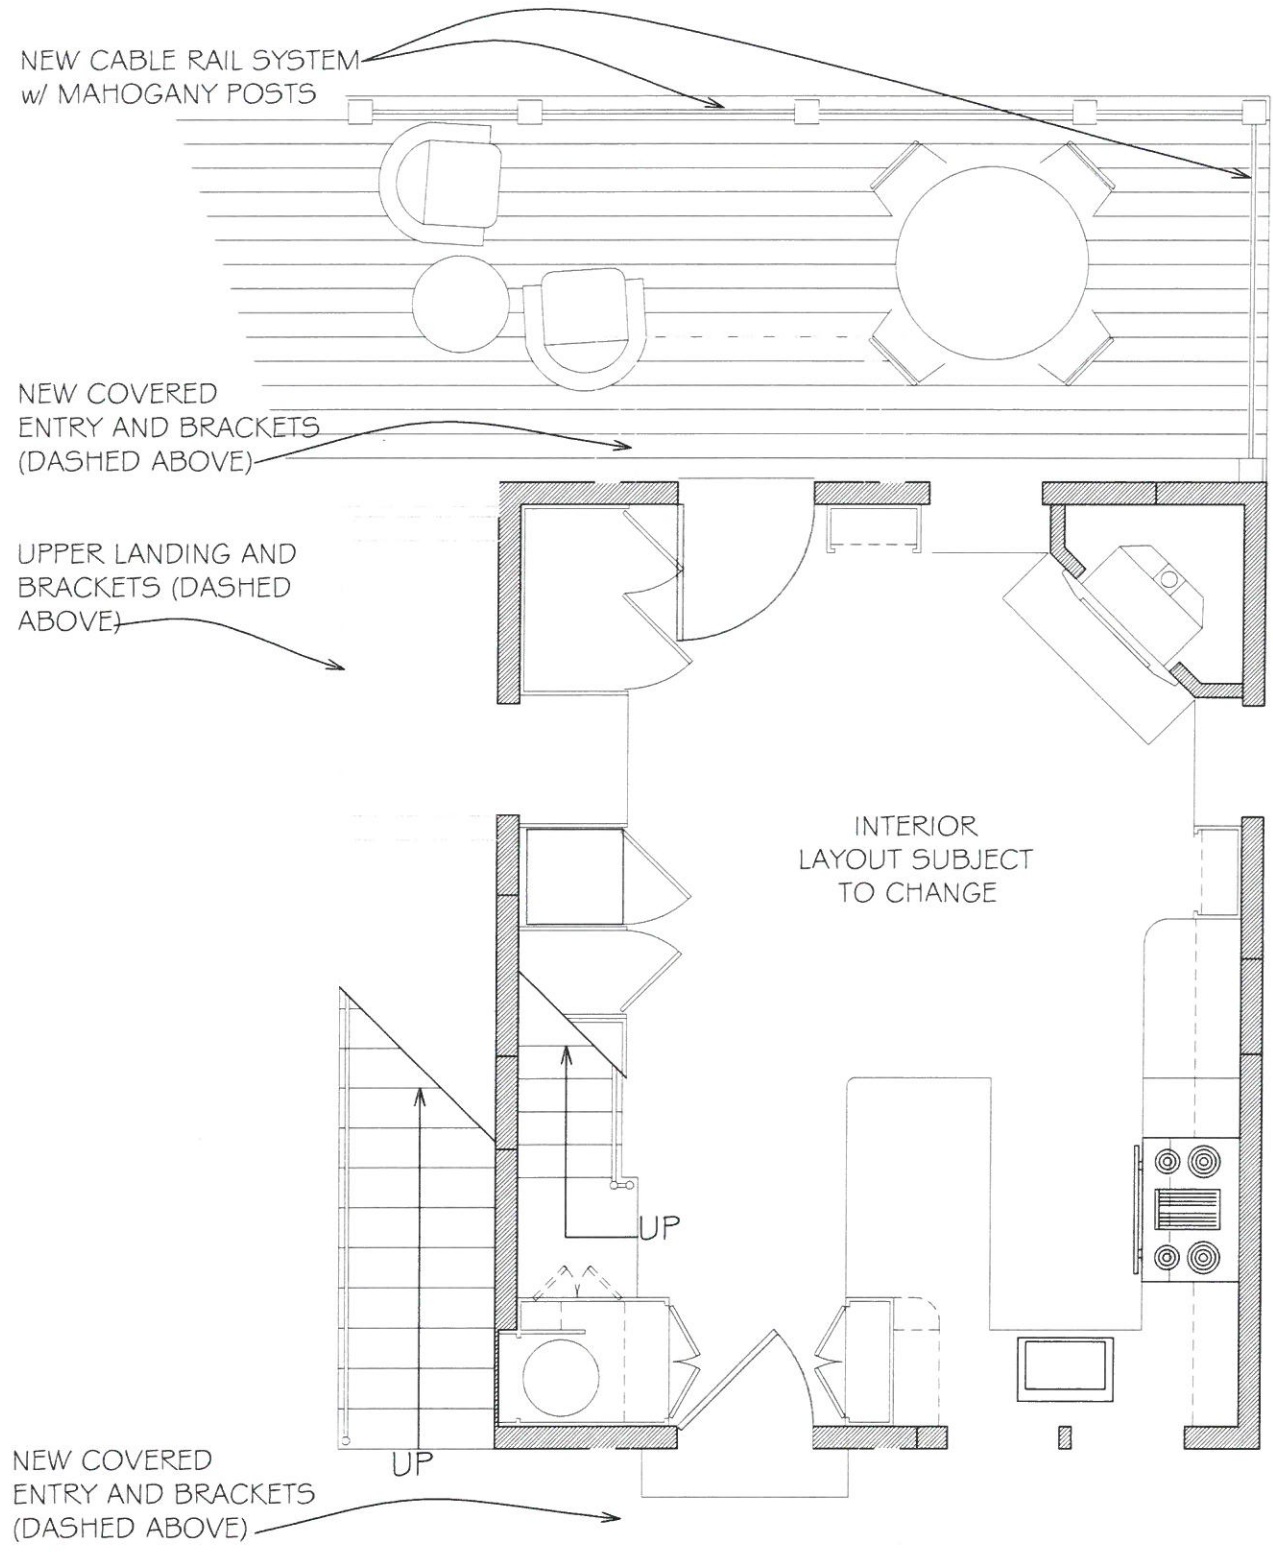 NEW CABLE RAIL SYSTEM
w/ MAHOGANY POSTS
NEW COVERED
ENTRY AND BRACKETS
(DASHED ABOVE)
UPPER LANDING AND
BRACKETS (DASHED
ABOVE)
INTERIOR
LAYOUT SUBJECT
TO CHANGE
UP
UP
NEW COVERED
ENTRY AND BRACKETS
(DASHED ABOVE)